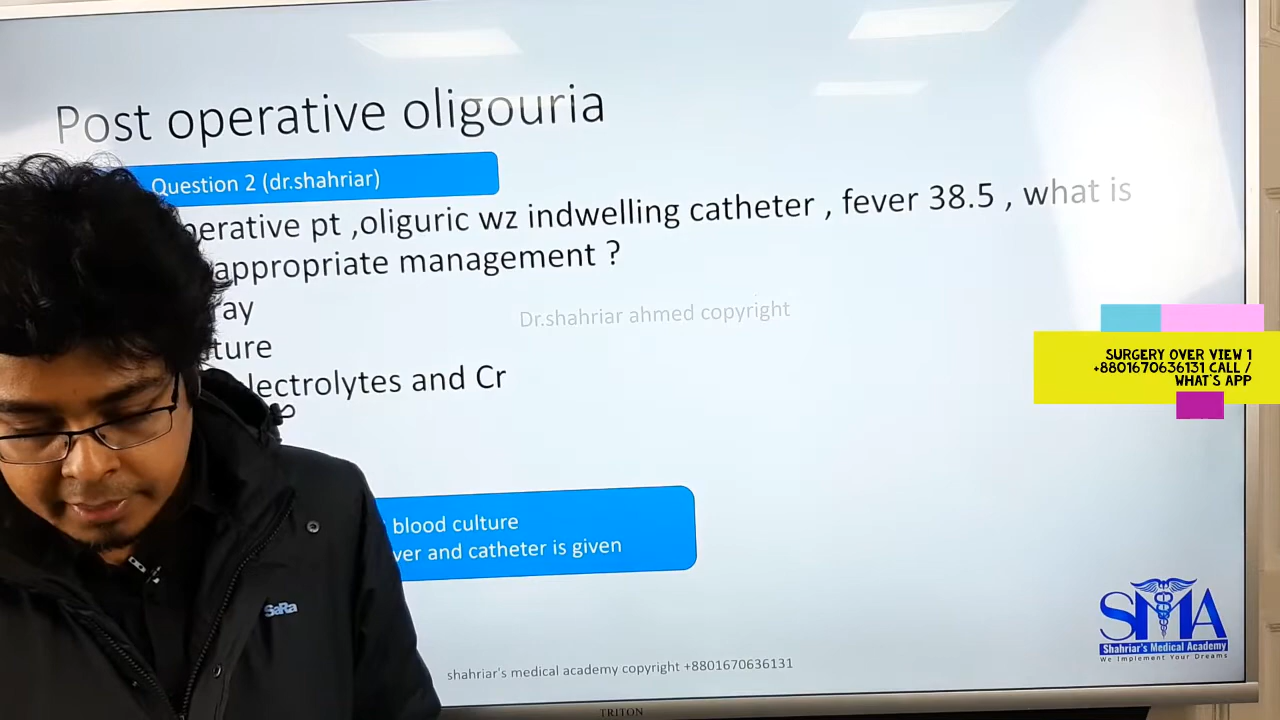 Post operative oligouria
Question 2 (dr.shahriar)
perative pt ,oliguric wz indwelling catheter , fever 38.5 , what is
appropriate management ?
ray
Dr.shahriar ahmed copyright
ture
lectrolytes and Cr
blood culture
ver and catheter is given
SURGERY OVER VIEW 1
+8801670636131 CALL /
WHAT'S APP
SaRa
SMA
Shahriar's Medical Academy
We Implement Your Dreams
shahriar's medical academy copyright +8801670636131
TRITON